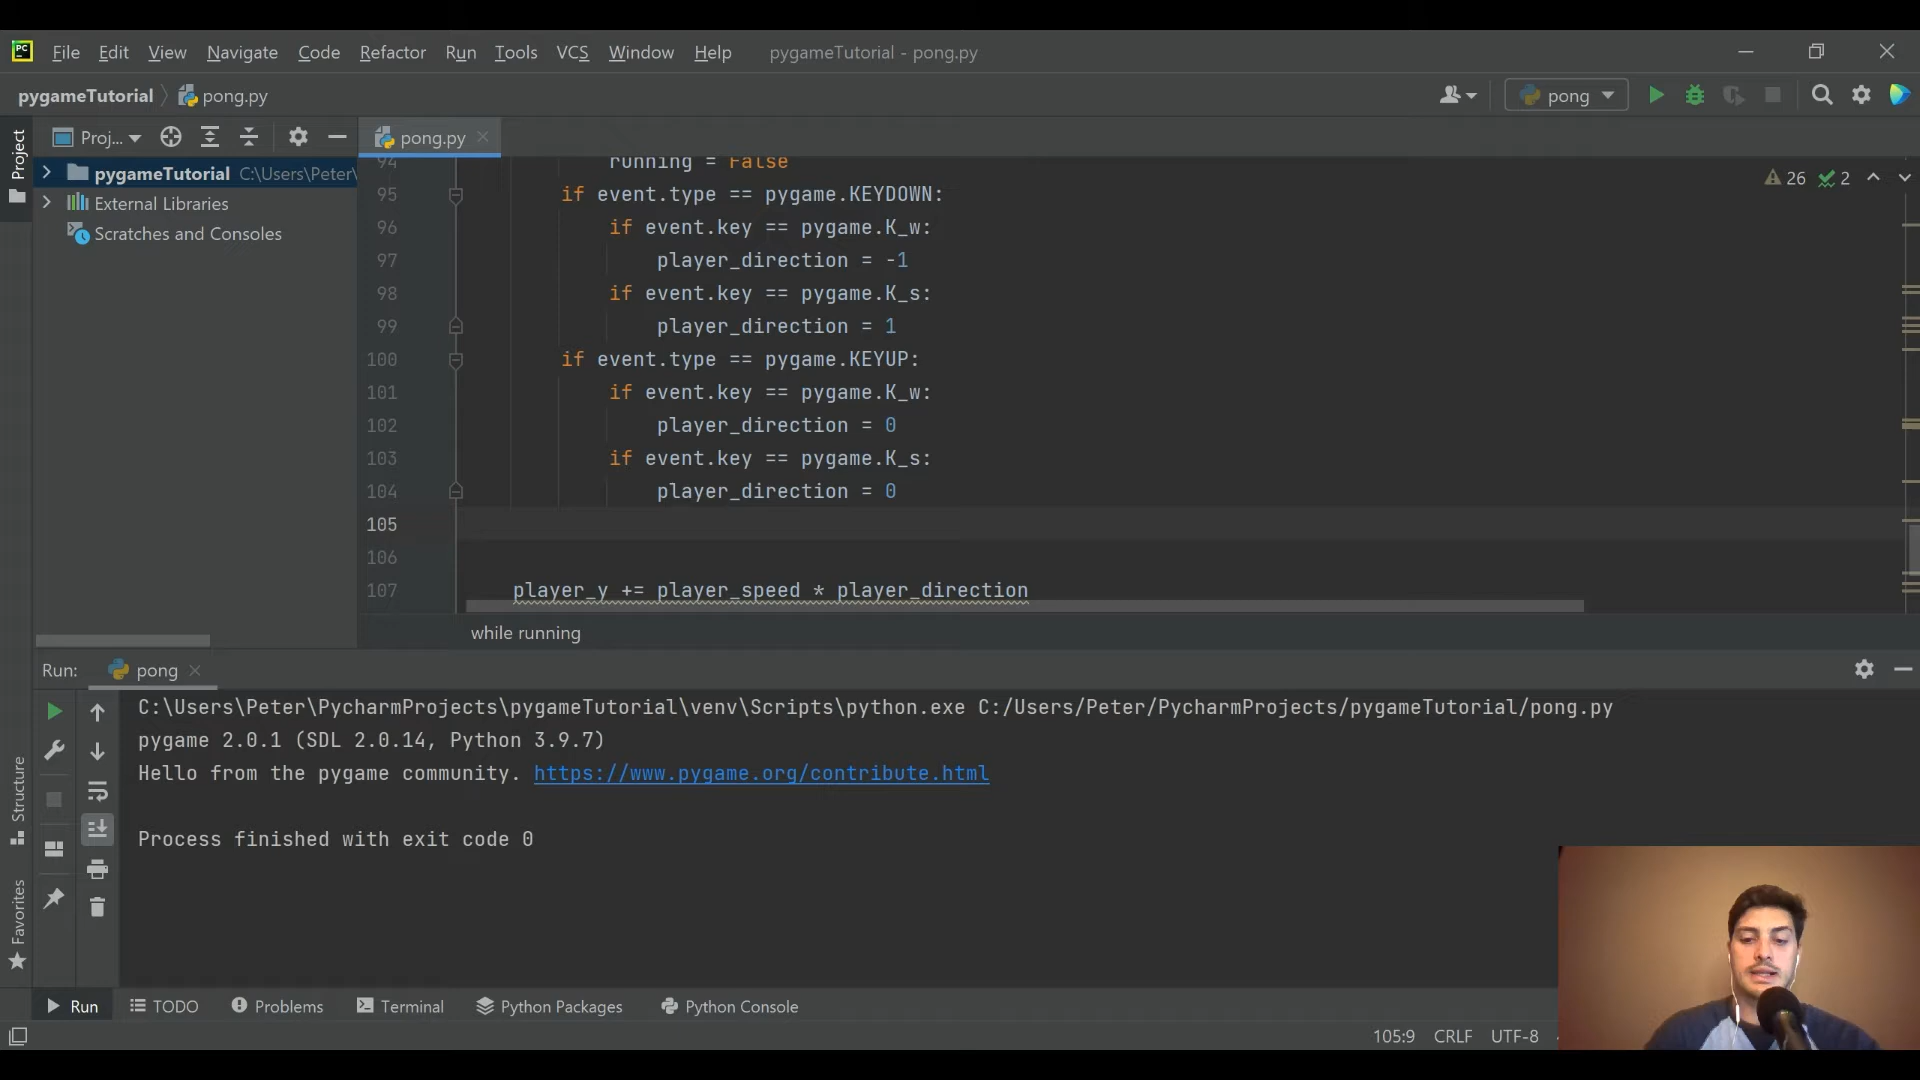 PC File Edit View Navigate Code Refactor Run Tools VCS Window Help pygameTutorial - pong.py
pygameTutorial pong.py pong
Project
Proj... pong.py
pygameTutorial C:\Users\Peter\
External Libraries
Scratches and Consoles
26 2
94 running = False
95 if event.type == pygame.KEYDOWN:
96 if event.key == pygame.K_w:
97 player_direction = -1
98 if event.key == pygame.K_s:
99 player_direction = 1
100 if event.type == pygame.KEYUP:
101 if event.key == pygame.K_w:
102 player_direction = 0
103 if event.key == pygame.K_s:
104 player_direction = 0
105
106
107 player_y += player_speed * player_direction
while running
Run: pong
C:\Users\Peter\PycharmProjects\pygameTutorial\venv\Scripts\python.exe C:/Users/Peter/PycharmProjects/pygameTutorial/pong.py
pygame 2.0.1 (SDL 2.0.14, Python 3.9.7)
Hello from the pygame community. https://www.pygame.org/contribute.html
Process finished with exit code 0
Structure
Favorites
Run TODO Problems Terminal Python Packages Python Console
105:9 CRLF UTF-8